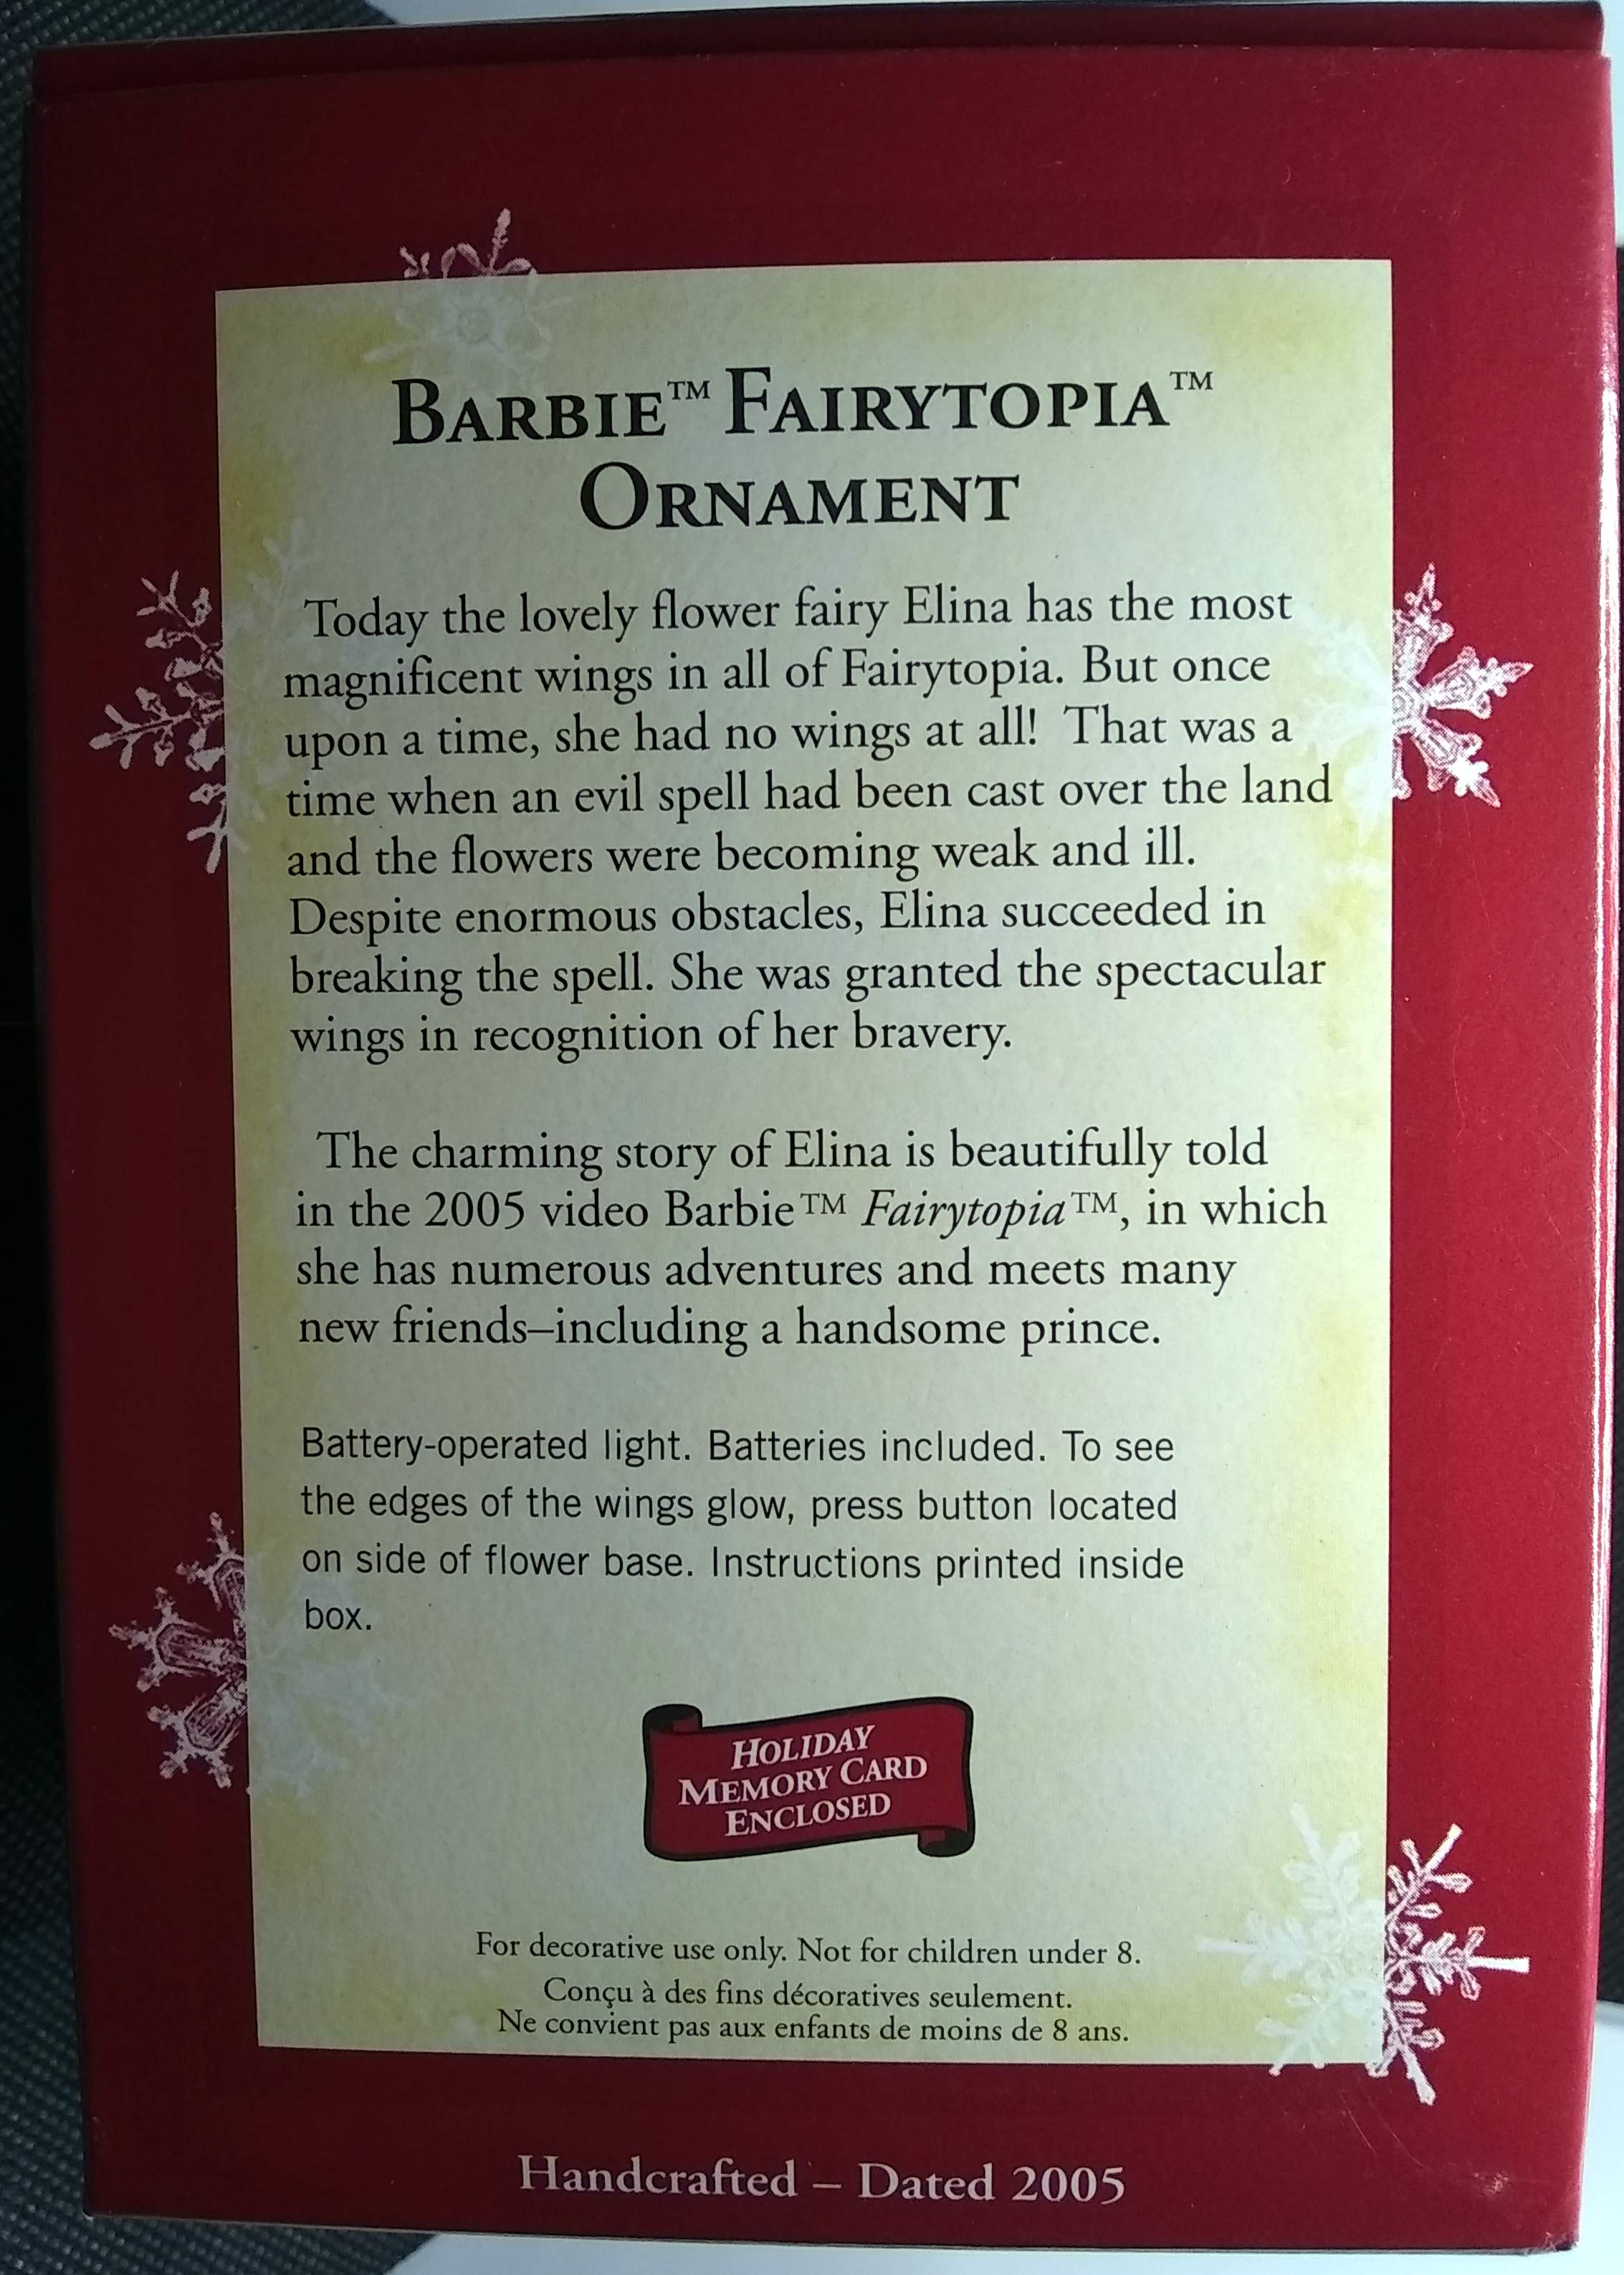 BARBIE™ FAIRYTOPIA™
ORNAMENT
Today the lovely flower fairy Elina has the most
magnificent wings in all of Fairytopia. But once
upon a time, she had no wings at all! That was a
time when an evil spell had been cast over the land
and the flowers were becoming weak and ill.
Despite enormous obstacles, Elina succeeded in
breaking the spell. She was granted the spectacular
wings in recognition of her bravery.
The charming story of Elina is beautifully told
in the 2005 video Barbie™ Fairytopia™, in which
she has numerous adventures and meets many
new friends–including a handsome prince.
Battery-operated light. Batteries included. To see
the edges of the wings glow, press button located
on side of flower base. Instructions printed inside
box.
HOLIDAY
MEMORY CARD
ENCLOSED
For decorative use only. Not for children under 8.
Conçu à des fins décoratives seulement.
Ne convient pas aux enfants de moins de 8 ans.
Handcrafted – Dated 2005